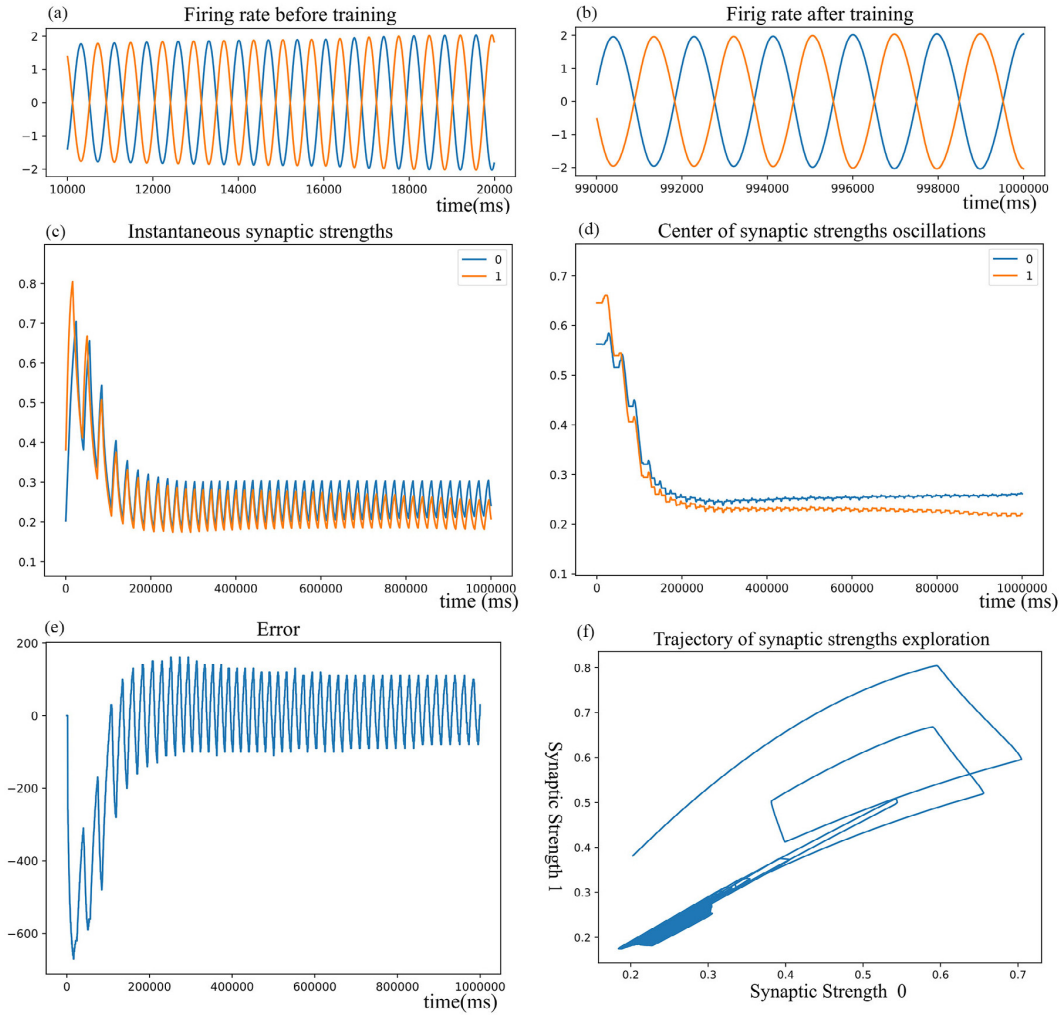 (a)
Firing rate before training
2
1
0
−1
−2
10000 12000 14000 16000 18000 20000
time(ms)
(b)
Firig rate after training
2
1
0
−1
−2
990000 992000 994000 996000 998000 1000000
time(ms)
(c)
Instantaneous synaptic strengths
0
1
0.8
0.7
0.6
0.5
0.4
0.3
0.2
0.1
0 200000 400000 600000 800000 1000000
time (ms)
(d)
Center of synaptic strengths oscillations
0
1
0.7
0.6
0.5
0.4
0.3
0.2
0.1
0 200000 400000 600000 800000 1000000
time (ms)
(e)
Error
200
0
−200
−400
−600
0 200000 400000 600000 800000 1000000
time(ms)
(f)
Trajectory of synaptic strengths exploration
Synaptic Strength 1
0.8
0.7
0.6
0.5
0.4
0.3
0.2
0.2 0.3 0.4 0.5 0.6 0.7
Synaptic Strength 0